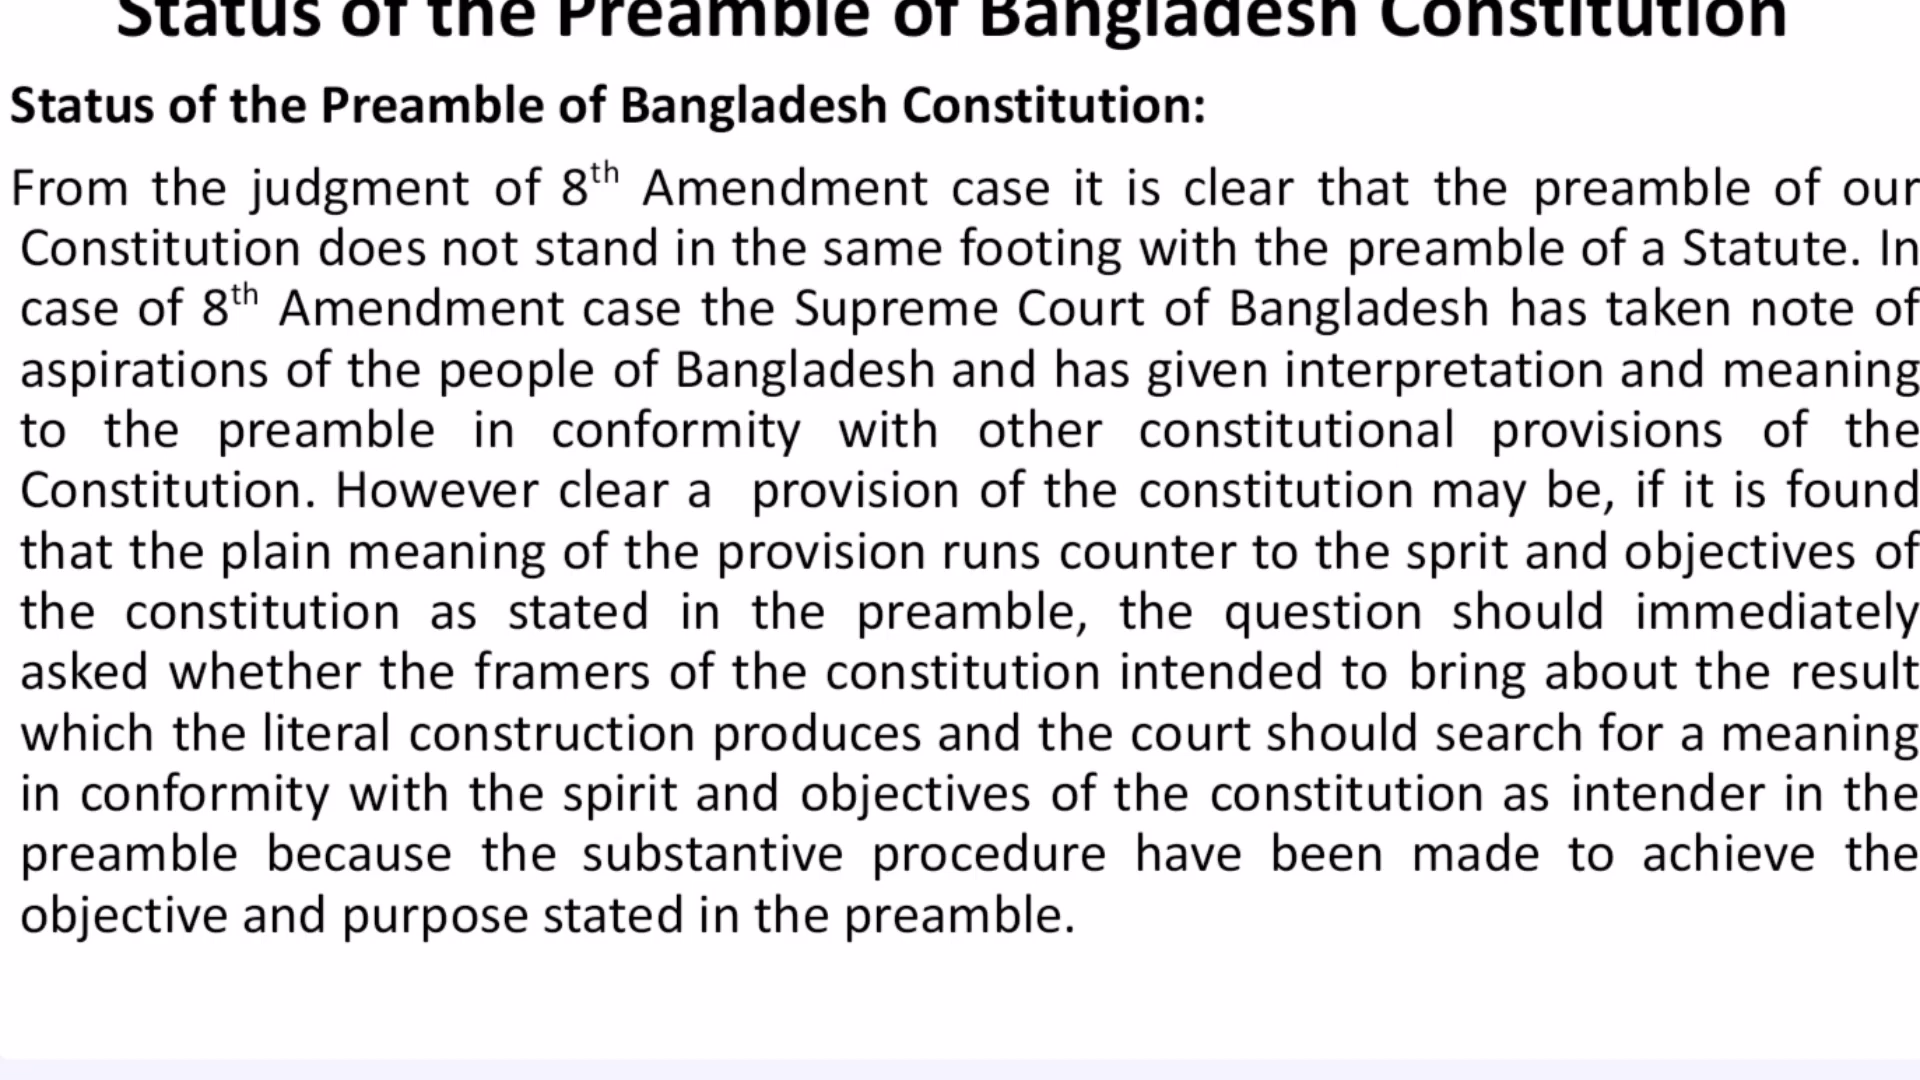 Status of the Preamble of Bangladesh Constitution
Status of the Preamble of Bangladesh Constitution:
From the judgment of 8th Amendment case it is clear that the preamble of our
Constitution does not stand in the same footing with the preamble of a Statute. In
case of 8th Amendment case the Supreme Court of Bangladesh has taken note of
aspirations of the people of Bangladesh and has given interpretation and meaning
to the preamble in conformity with other constitutional provisions of the
Constitution. However clear a provision of the constitution may be, if it is found
that the plain meaning of the provision runs counter to the sprit and objectives of
the constitution as stated in the preamble, the question should immediately
asked whether the framers of the constitution intended to bring about the result
which the literal construction produces and the court should search for a meaning
in conformity with the spirit and objectives of the constitution as intender in the
preamble because the substantive procedure have been made to achieve the
objective and purpose stated in the preamble.